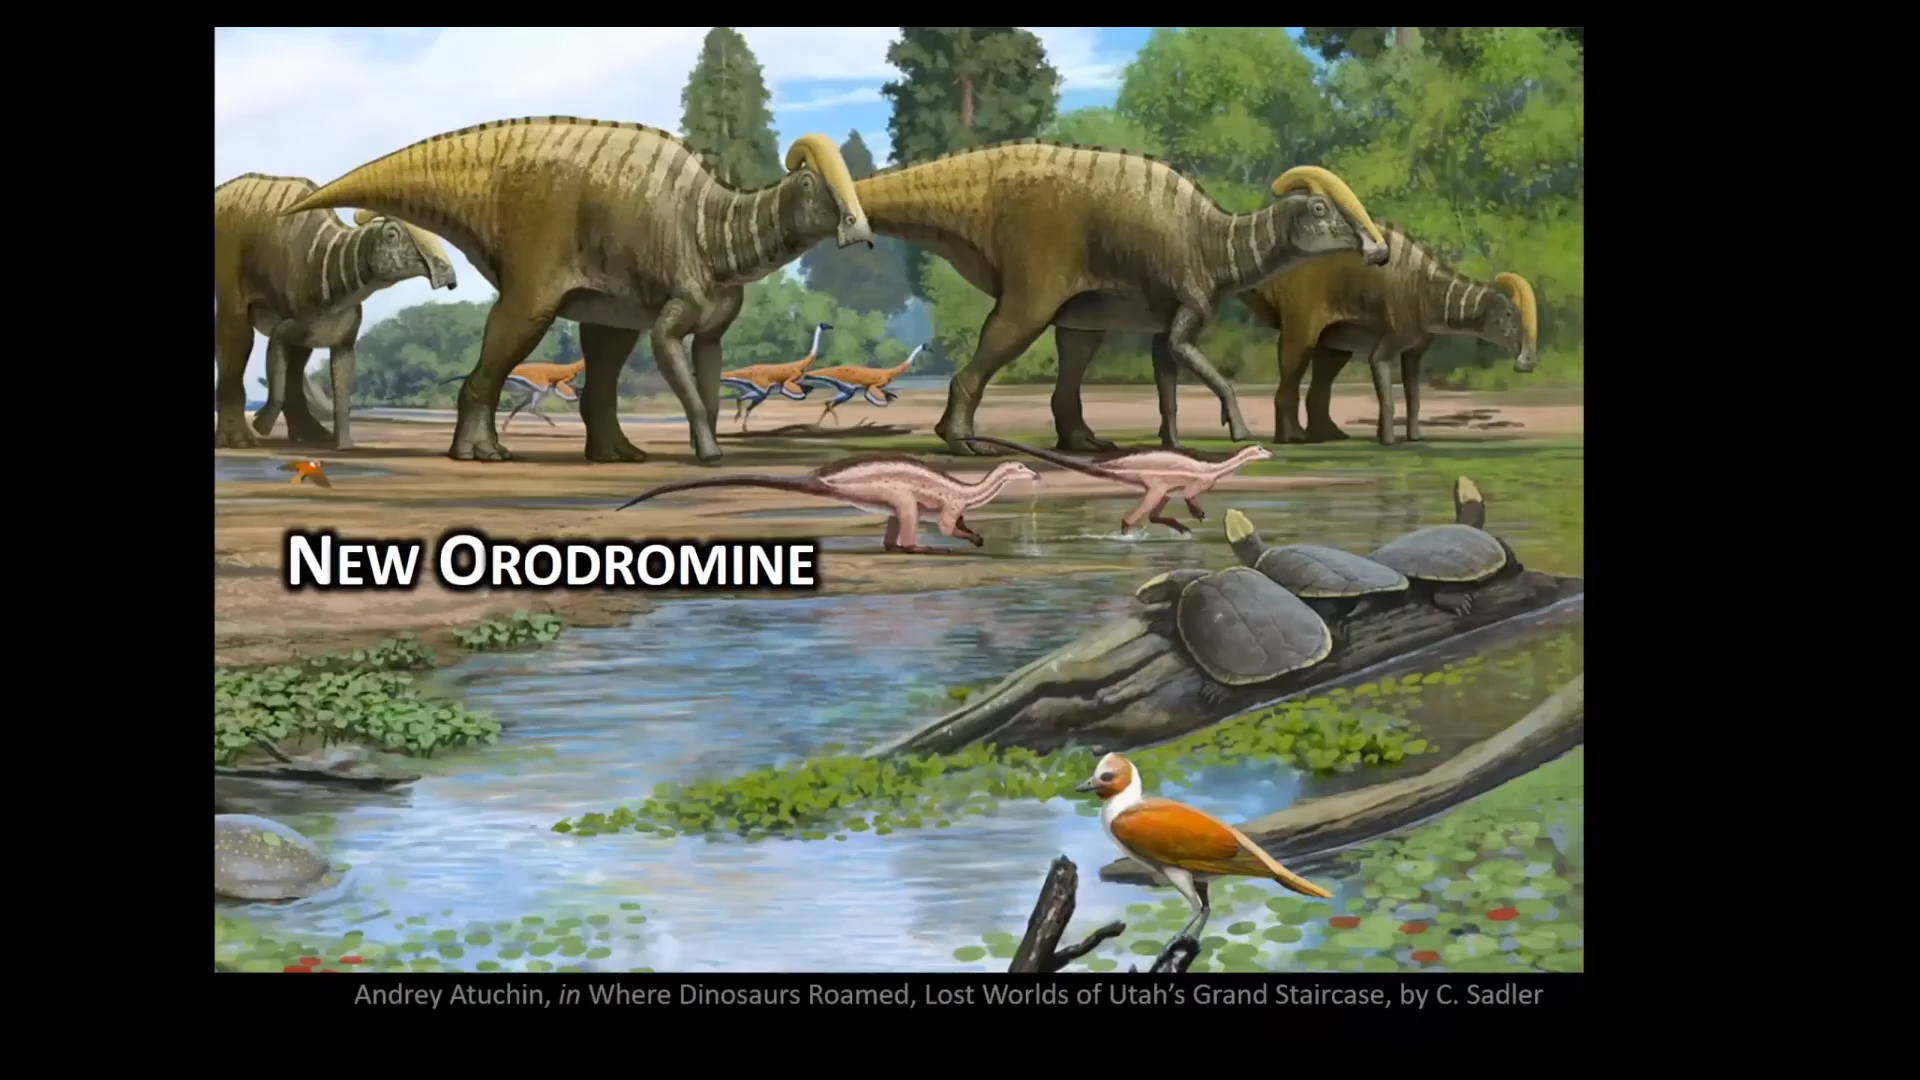 NEW ORODROMINE
Andrey Atuchin, in Where Dinosaurs Roamed, Lost Worlds of Utah's Grand Staircase, by C. Sadler